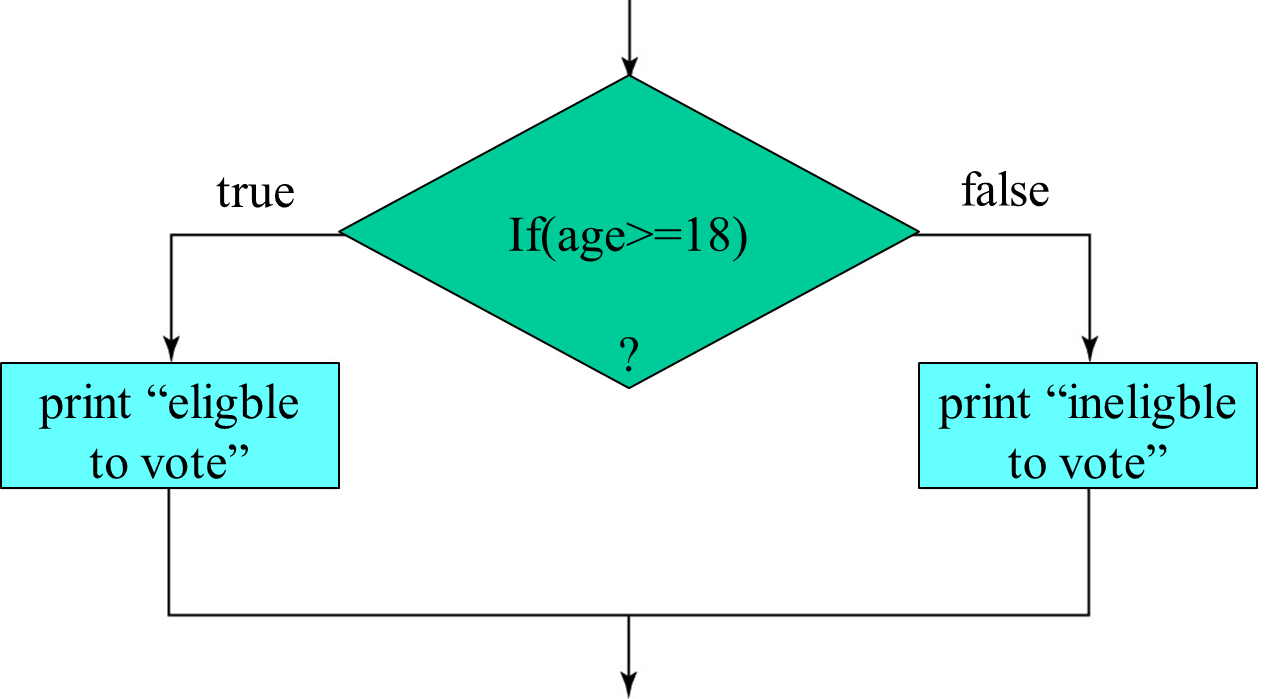 true
false
If(age>=18)
?
print “eligble
to vote”
print “ineligble
to vote”